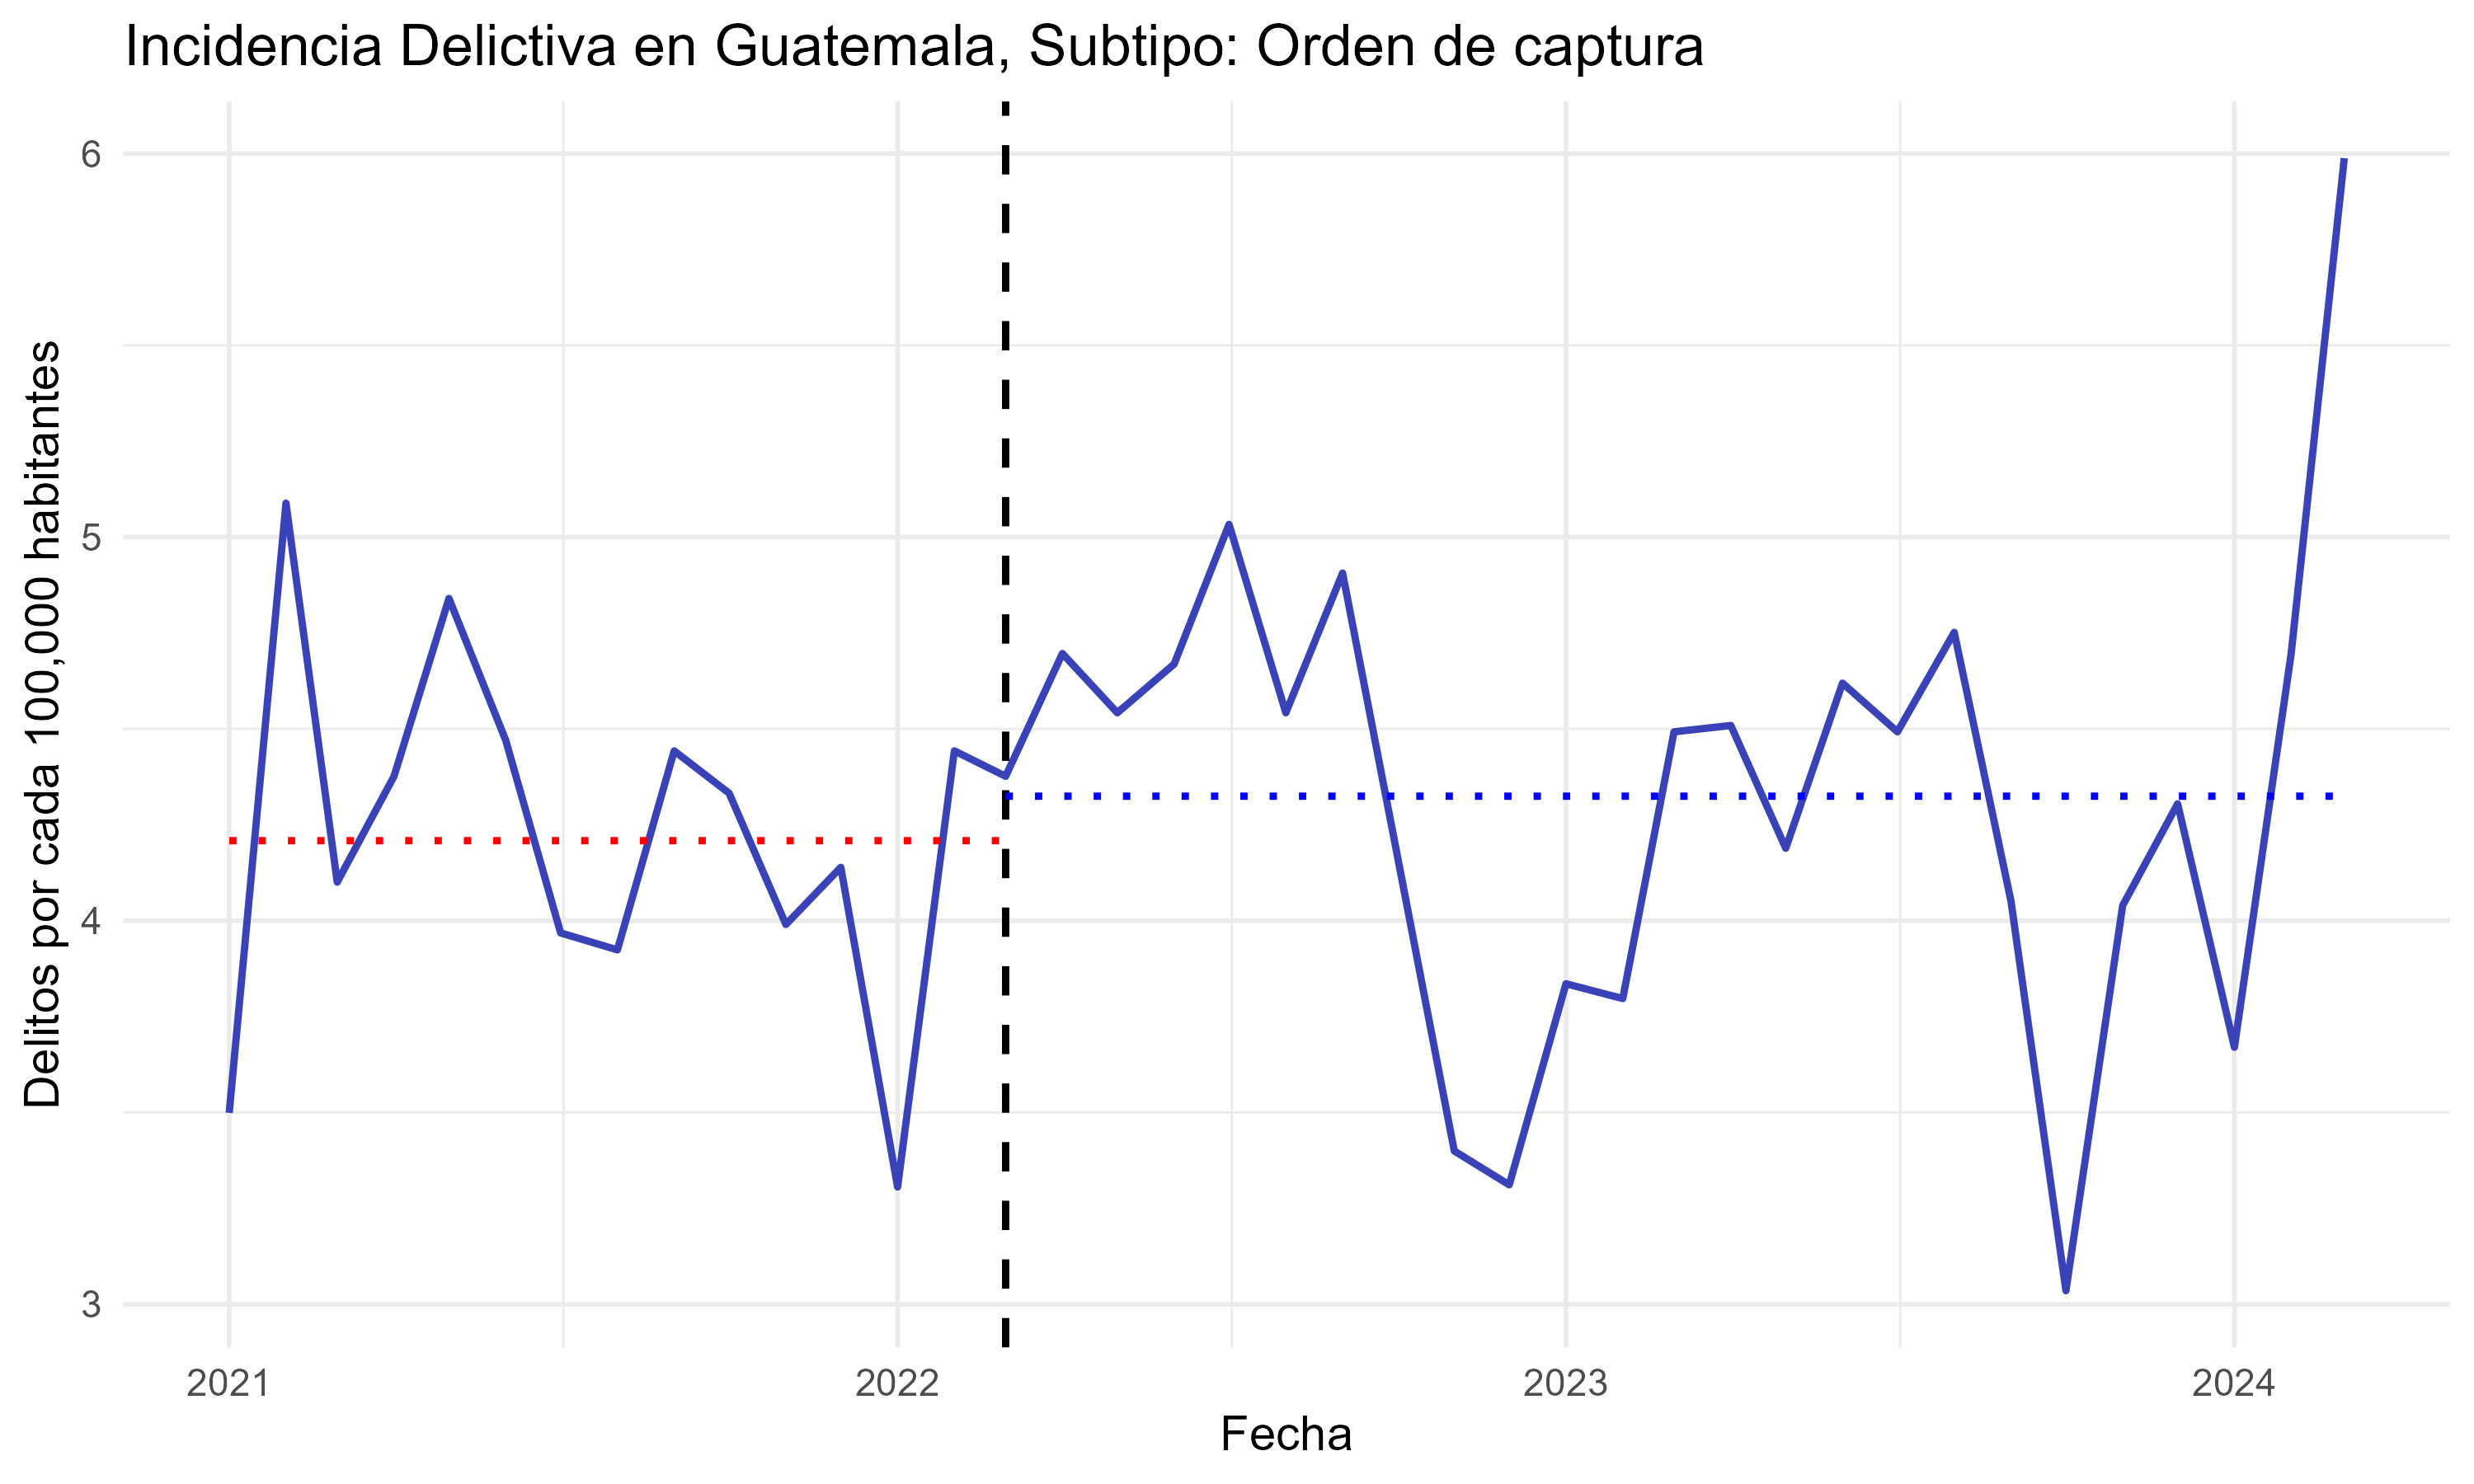 Incidencia Delictiva en Guatemala, Subtipo: Orden de captura
Delitos por cada 100,000 habitantes
6
5
4
3
2021
2022
2023
2024
Fecha